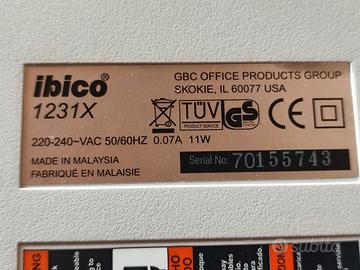 ibico®
1231X
GBC OFFICE PRODUCTS GROUP
SKOKIE, IL 60077 USA
TÜV
PRODUCT SERVICE
GS
220-240~VAC 50/60HZ 0.07A 11W
MADE IN MALAYSIA
FABRIQUÉ EN MALAISIE
Serial No: 70155743
subito